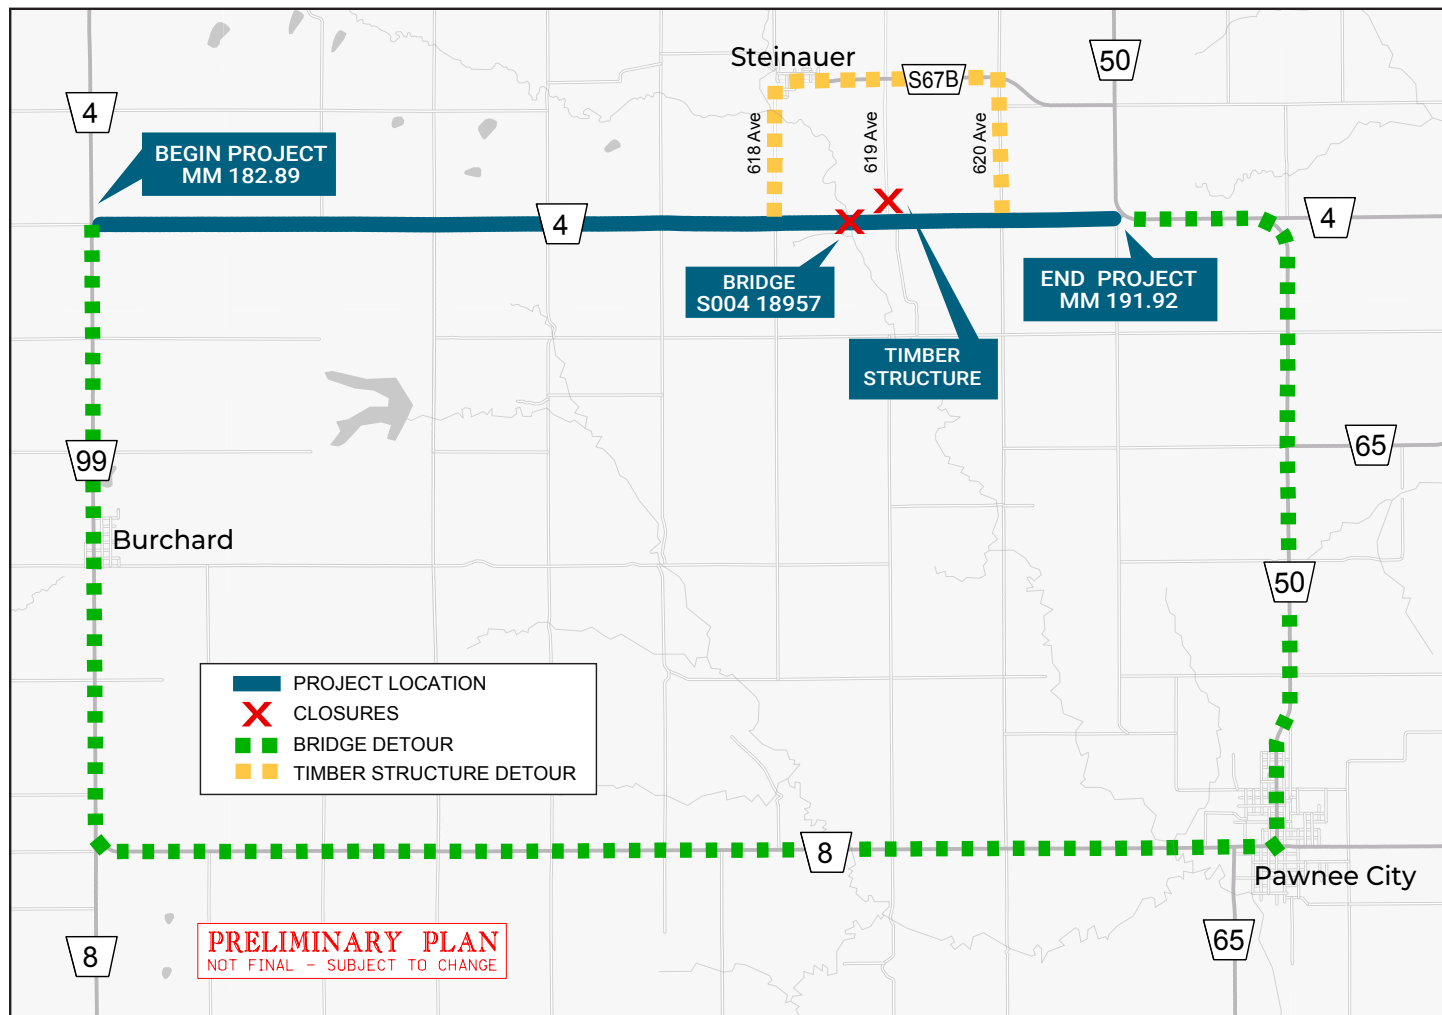 Steinauer
50
S67B
4
618 Ave
619 Ave
620 Ave
BEGIN PROJECT
MM 182.89
4
4
BRIDGE
S004 18957
END PROJECT
MM 191.92
TIMBER
STRUCTURE
65
99
Burchard
50
PROJECT LOCATION
CLOSURES
BRIDGE DETOUR
TIMBER STRUCTURE DETOUR
8
Pawnee City
PRELIMINARY PLAN
NOT FINAL - SUBJECT TO CHANGE
8
65